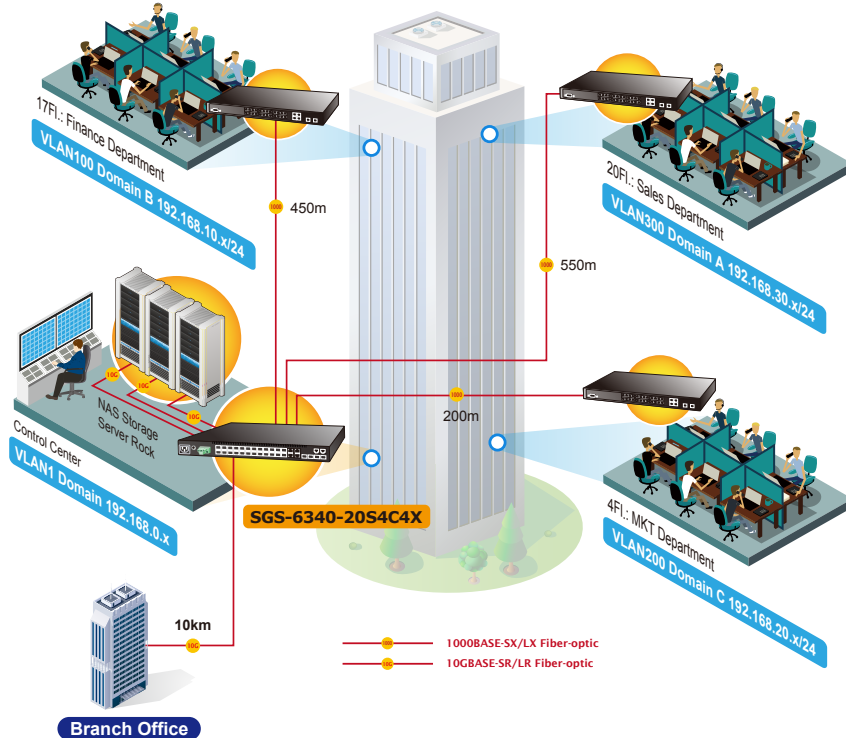 17Fl.: Finance Department
VLAN100 Domain B 192.168.10.x/24
20Fl.: Sales Department
VLAN300 Domain A 192.168.30.x/24
1000
450m
1000
550m
10G
10G
10G
NAS Storage
Server Rock
Control Center
VLAN1 Domain 192.168.0.x
1000
200m
SGS-6340-20S4C4X
4Fl.: MKT Department
VLAN200 Domain C 192.168.20.x/24
10km
10G
Branch Office
1000 1000BASE-SX/LX Fiber-optic
10G 10GBASE-SR/LR Fiber-optic